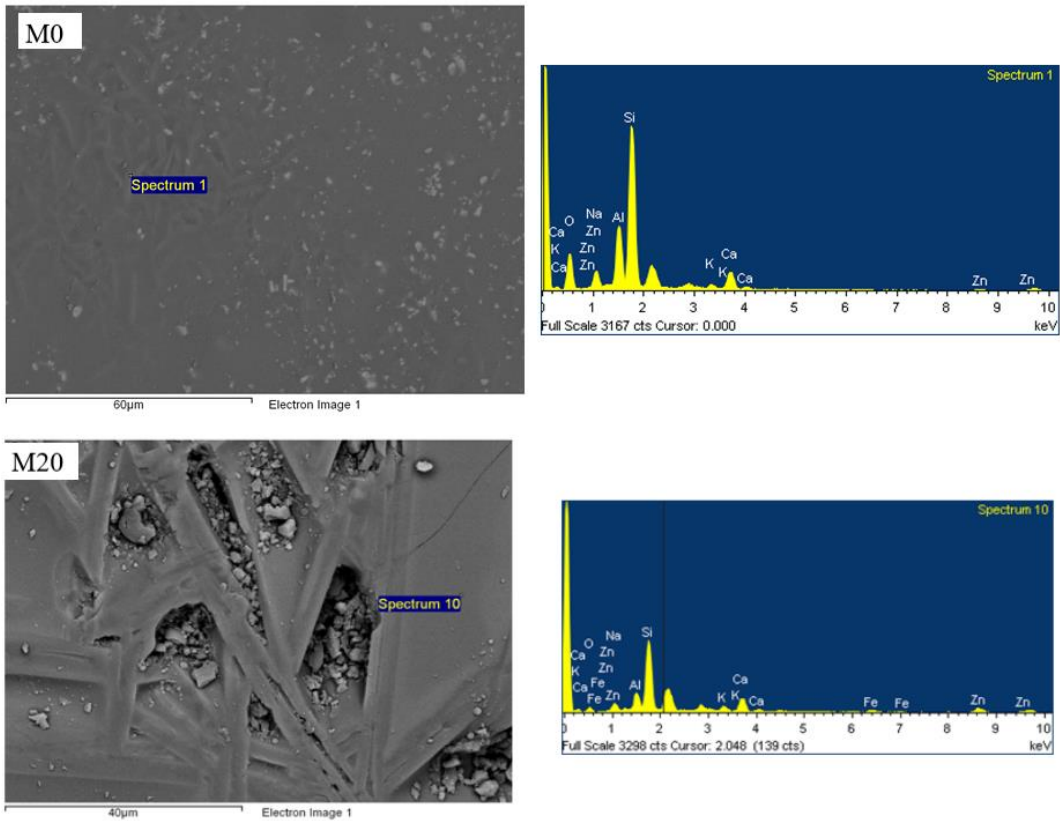 M0
Spectrum 1
60μm Electron Image 1
Spectrum 1
Si
Al
O
Na
Ca
Zn
K
Zn
Ca
Zn
Ca
K
K
Ca
Zn
Zn
0 1 2 3 4 5 6 7 8 9 10
Full Scale 3167 cts Cursor: 0.000 keV
M20
Spectrum 10
40μm Electron Image 1
Spectrum 10
Na
Si
O
Zn
Ca
Zn
K
Fe
Al
Ca
Fe
Zn
Ca
K
K
Ca
Fe
Fe
Zn
Zn
0 1 2 3 4 5 6 7 8 9 10
Full Scale 3298 cts Cursor: 2.048 (139 cts) keV